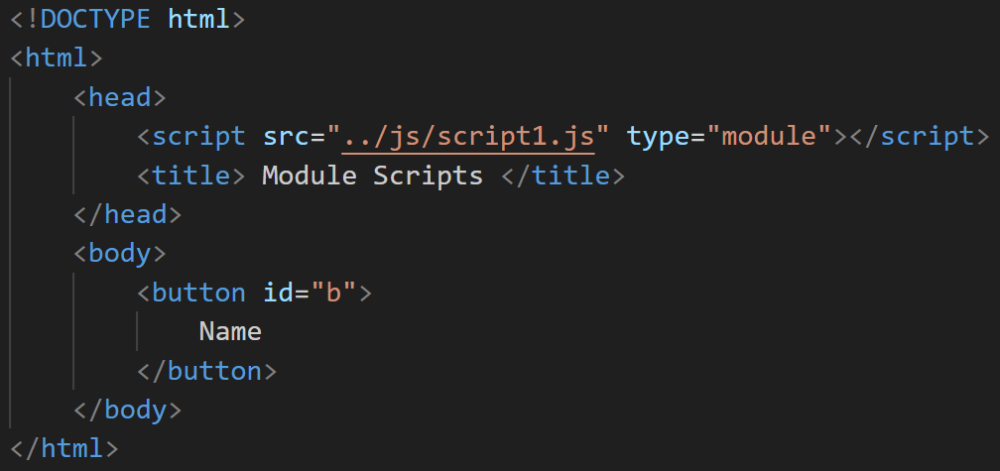 <!DOCTYPE html>
<html>
    <head>
        <script src="../js/script1.js" type="module"></script>
        <title> Module Scripts </title>
    </head>
    <body>
        <button id="b">
            Name
        </button>
    </body>
</html>